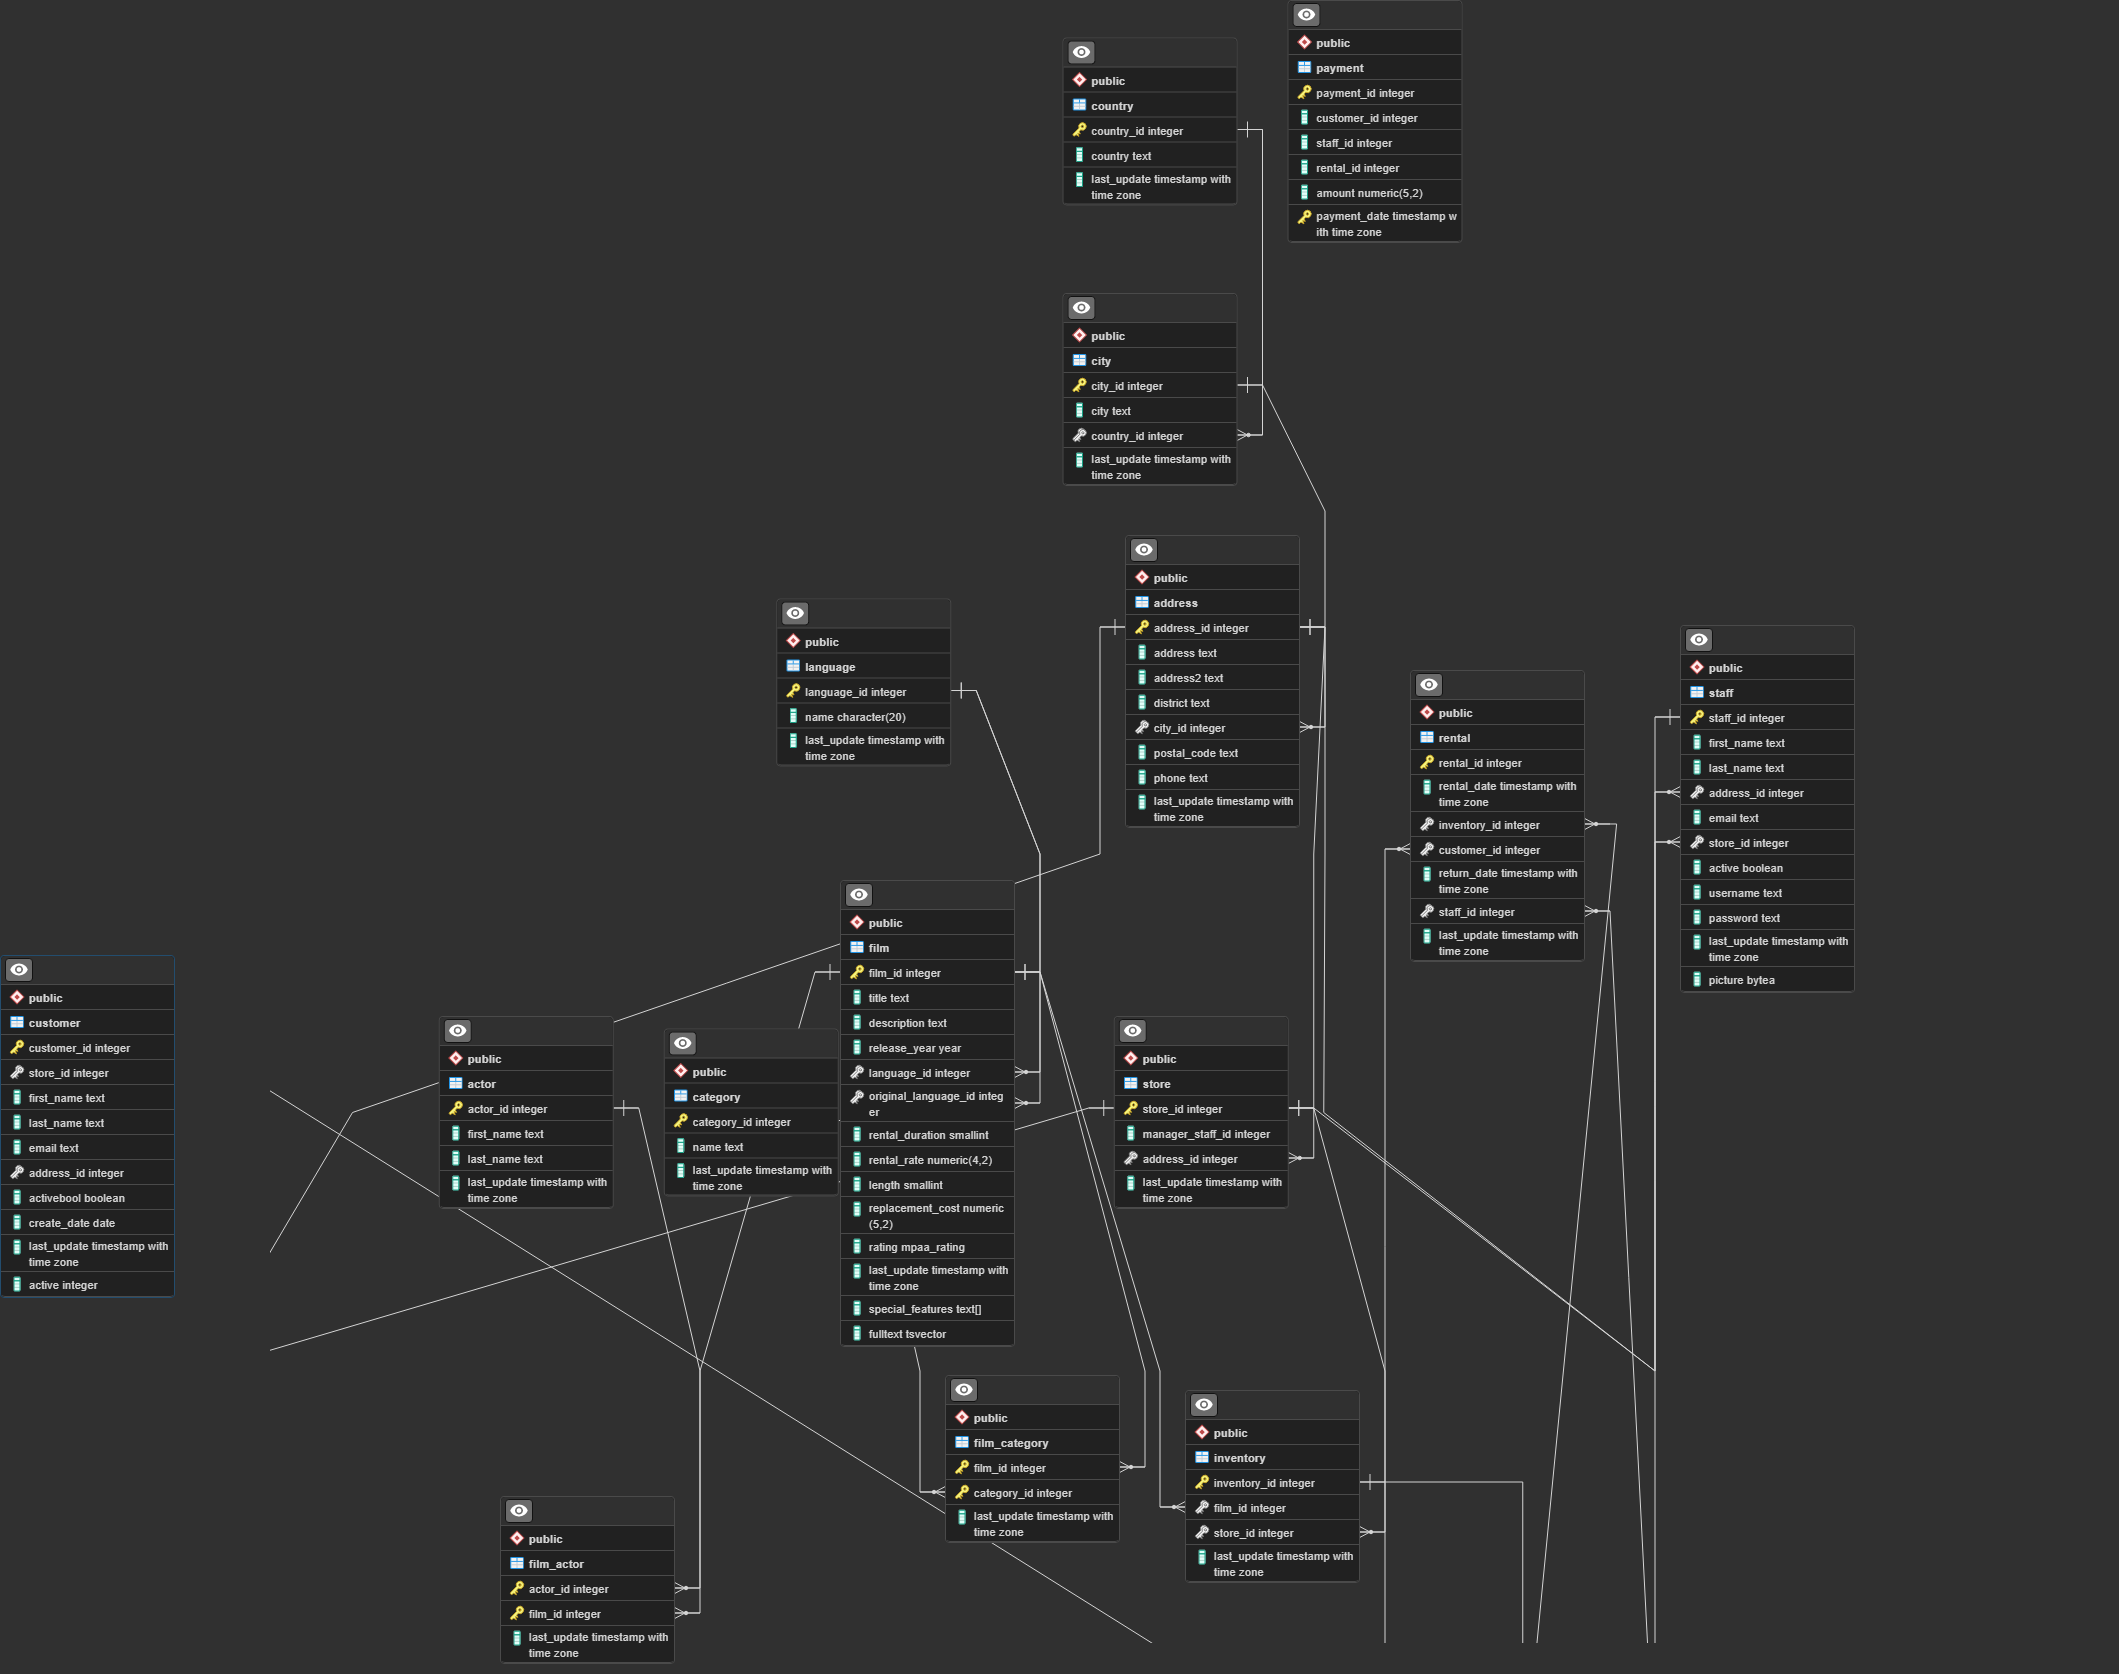 public
payment
payment_id integer
customer_id integer
staff_id integer
rental_id integer
amount numeric(5,2)
payment_date timestamp w
ith time zone
public
country
country_id integer
country text
last_update timestamp with
time zone
public
city
city_id integer
city text
country_id integer
last_update timestamp with
time zone
public
address
address_id integer
address text
address2 text
district text
city_id integer
postal_code text
phone text
last_update timestamp with
time zone
public
language
language_id integer
name character(20)
last_update timestamp with
time zone
public
staff
staff_id integer
first_name text
last_name text
address_id integer
email text
store_id integer
active boolean
username text
password text
last_update timestamp with
time zone
picture bytea
public
rental
rental_id integer
rental_date timestamp with
time zone
inventory_id integer
customer_id integer
return_date timestamp with
time zone
staff_id integer
last_update timestamp with
time zone
public
film
film_id integer
title text
description text
release_year year
language_id integer
original_language_id integ
er
rental_duration smallint
rental_rate numeric(4,2)
length smallint
replacement_cost numeric
(5,2)
rating mpaa_rating
last_update timestamp with
time zone
special_features text[]
fulltext tsvector
public
customer
customer_id integer
store_id integer
first_name text
last_name text
email text
address_id integer
activebool boolean
create_date date
last_update timestamp with
time zone
active integer
public
actor
actor_id integer
first_name text
last_name text
last_update timestamp with
time zone
public
category
category_id integer
name text
last_update timestamp with
time zone
public
store
store_id integer
manager_staff_id integer
address_id integer
last_update timestamp with
time zone
public
film_category
film_id integer
category_id integer
last_update timestamp with
time zone
public
inventory
inventory_id integer
film_id integer
store_id integer
last_update timestamp with
time zone
public
film_actor
actor_id integer
film_id integer
last_update timestamp with
time zone